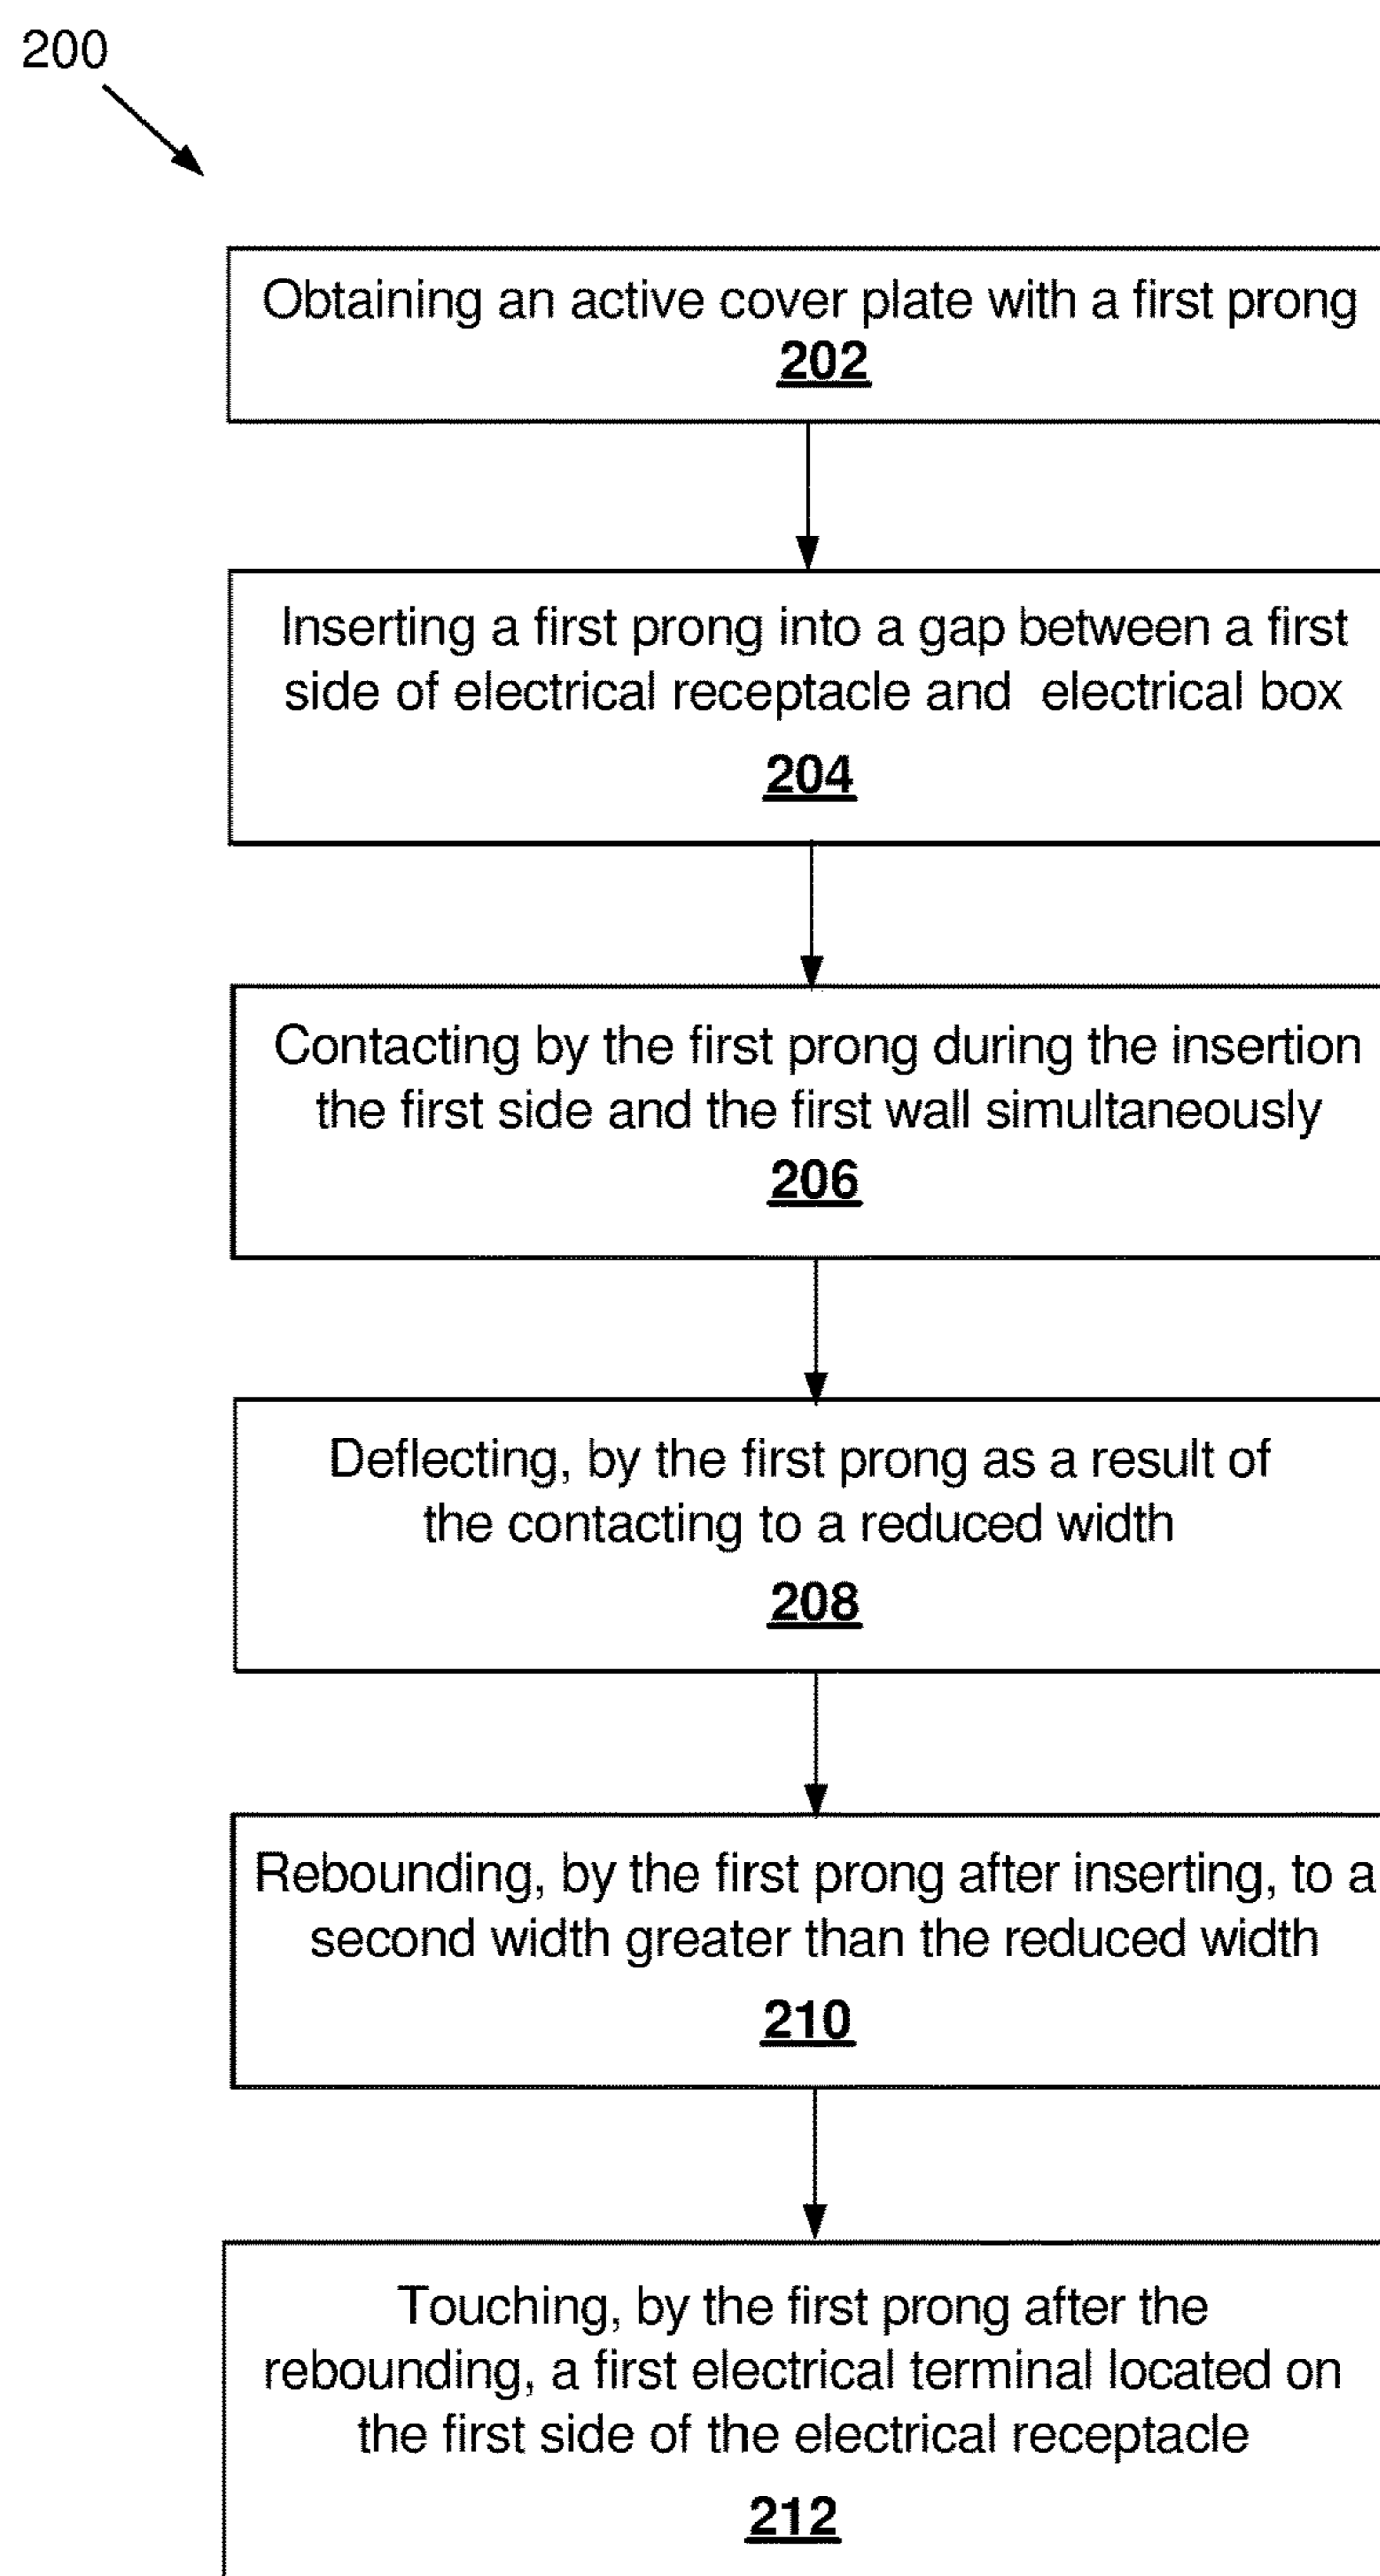 200
Obtaining an active cover plate with a first prong
202
Inserting a first prong into a gap between a first
side of electrical receptacle and electrical box
204
Contacting by the first prong during the insertion
the first side and the first wall simultaneously
206
Deflecting, by the first prong as a result of
the contacting to a reduced width
208
Rebounding, by the first prong after inserting, to a
second width greater than the reduced width
210
Touching, by the first prong after the
rebounding, a first electrical terminal located on
the first side of the electrical receptacle
212